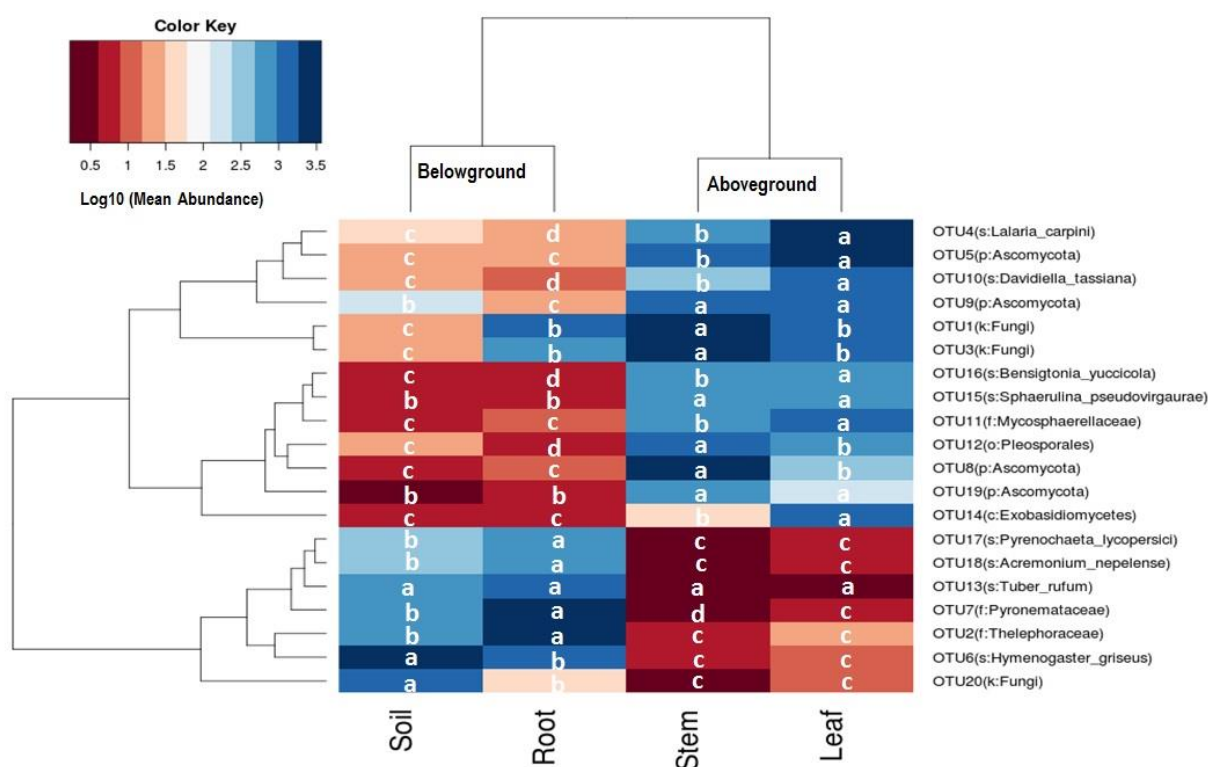 Color Key
0.5 1 1.5 2 2.5 3 3.5
Log10 (Mean Abundance)
Belowground
Aboveground
c d b a OTU4(s:Lalaria_carpini)
c c b a OTU5(p:Ascomycota)
c d b a OTU10(s:Davidiella_tassiana)
b c a a OTU9(p:Ascomycota)
c b a b OTU1(k:Fungi)
c b a b OTU3(k:Fungi)
c d b a OTU16(s:Bensigtonia_yuccicola)
b b a a OTU15(s:Sphaerulina_pseudovirgaurae)
c c b a OTU11(f:Mycosphaerellaceae)
c d a b OTU12(o:Pleosporales)
c c a b OTU8(p:Ascomycota)
b b a a OTU19(p:Ascomycota)
c c b a OTU14(c:Exobasidiomycetes)
b a c c OTU17(s:Pyrenochaeta_lycopersici)
b a c c OTU18(s:Acremonium_nepelense)
a a a a OTU13(s:Tuber_rufum)
b a d c OTU7(f:Pyronemataceae)
b a c c OTU2(f:Thelephoraceae)
a b c c OTU6(s:Hymenogaster_griseus)
a b c c OTU20(k:Fungi)
Soil
Root
Stem
Leaf